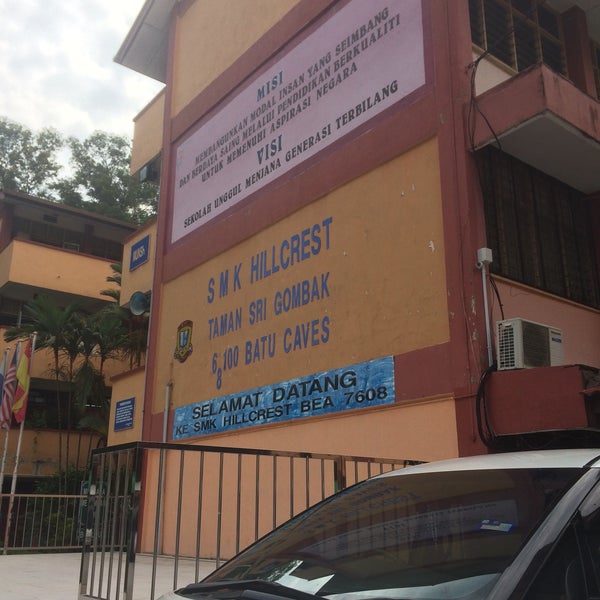 MISI
MEMBANGUNKAN MODAL INSAN YANG SEIMBANG
DAN BERDAYA SAING MELALUI PENDIDIKAN BERKUALITI
UNTUK MEMENUHI ASPIRASI NEGARA
VISI
SEKOLAH UNGGUL MENJANA GENERASI TERBILANG
SMK HILLCREST
TAMAN SRI GOMBAK
68100 BATU CAVES
SELAMAT DATANG
KE SMK HILLCREST BEA 7608